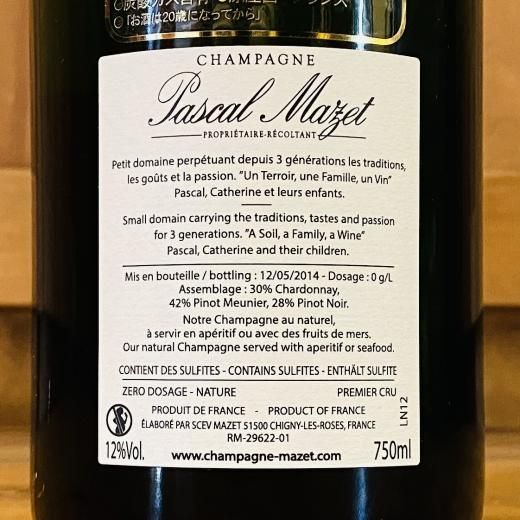 ○「お酒は20歳になってから」
CHAMPAGNE
Pascal Mazet
PROPRIÉTAIRE-RÉCOLTANT
Petit domaine perpétuant depuis 3 générations les traditions,
les goûts et la passion. "Un Terroir, une Famille, un Vin"
Pascal, Catherine et leurs enfants.
Small domain carrying the traditions, tastes and passion
for 3 generations. "A Soil, a Family, a Wine"
Pascal, Catherine and their children.
Mis en bouteille / bottling : 12/05/2014 - Dosage : 0 g/L
Assemblage : 30% Chardonnay,
42% Pinot Meunier, 28% Pinot Noir.
Notre Champagne au naturel,
à servir en apéritif ou avec des fruits de mers.
Our natural Champagne served with aperitif or seafood.
CONTIENT DES SULFITES - CONTAINS SULFITES - ENTHÄLT SULFITE
ZERO DOSAGE - NATURE PREMIER CRU
PRODUIT DE FRANCE - PRODUCT OF FRANCE
ÉLABORÉ PAR SCEV MAZET 51500 CHIGNY-LES-ROSES, FRANCE
RM-29622-01
LN12
12%Vol. www.champagne-mazet.com 750ml